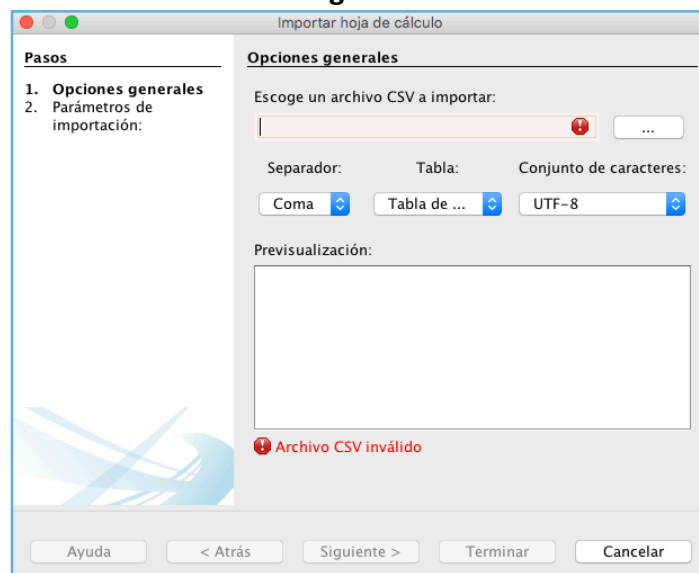 Importar hoja de cálculo
Pasos
1. Opciones generales
2. Parámetros de
importación:
Opciones generales
Escoge un archivo CSV a importar:
...
Separador: Tabla: Conjunto de caracteres:
Coma Tabla de ... UTF-8
Previsualización:
Archivo CSV inválido
Ayuda < Atrás Siguiente > Terminar Cancelar